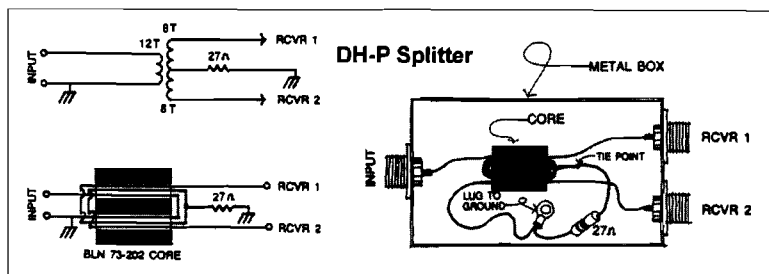 DH-P Splitter
8T
12T
RCVR 1
27Ω
INPUT
RCVR 2
8T
INPUT
RCVR 1
27Ω
RCVR 2
BLN 73-202 CORE
METAL BOX
CORE
RCVR 1
TIE POINT
INPUT
LUG TO
GROUND
27Ω
RCVR 2